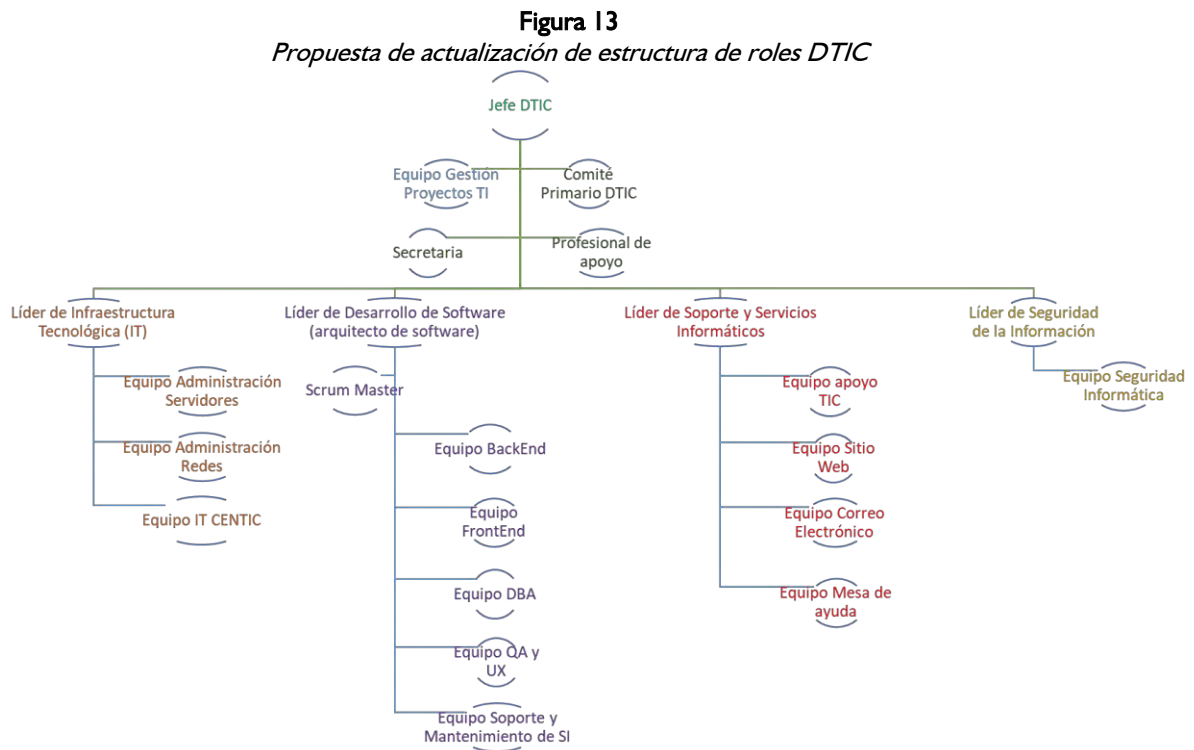 Figura 13
Propuesta de actualización de estructura de roles DTIC
Jefe DTIC
Equipo Gestión
Proyectos TI
Comité
Primario DTIC
Secretaria
Profesional de
apoyo
Líder de Infraestructura
Tecnológica (IT)
Equipo Administración
Servidores
Equipo Administración
Redes
Equipo IT CENTIC
Líder de Desarrollo de Software
(arquitecto de software)
Scrum Master
Equipo BackEnd
Equipo
FrontEnd
Equipo DBA
Equipo QA y
UX
Equipo Soporte y
Mantenimiento de SI
Líder de Soporte y Servicios
Informáticos
Equipo apoyo
TIC
Equipo Sitio
Web
Equipo Correo
Electrónico
Equipo Mesa de
ayuda
Líder de Seguridad
de la Información
Equipo Seguridad
Informática